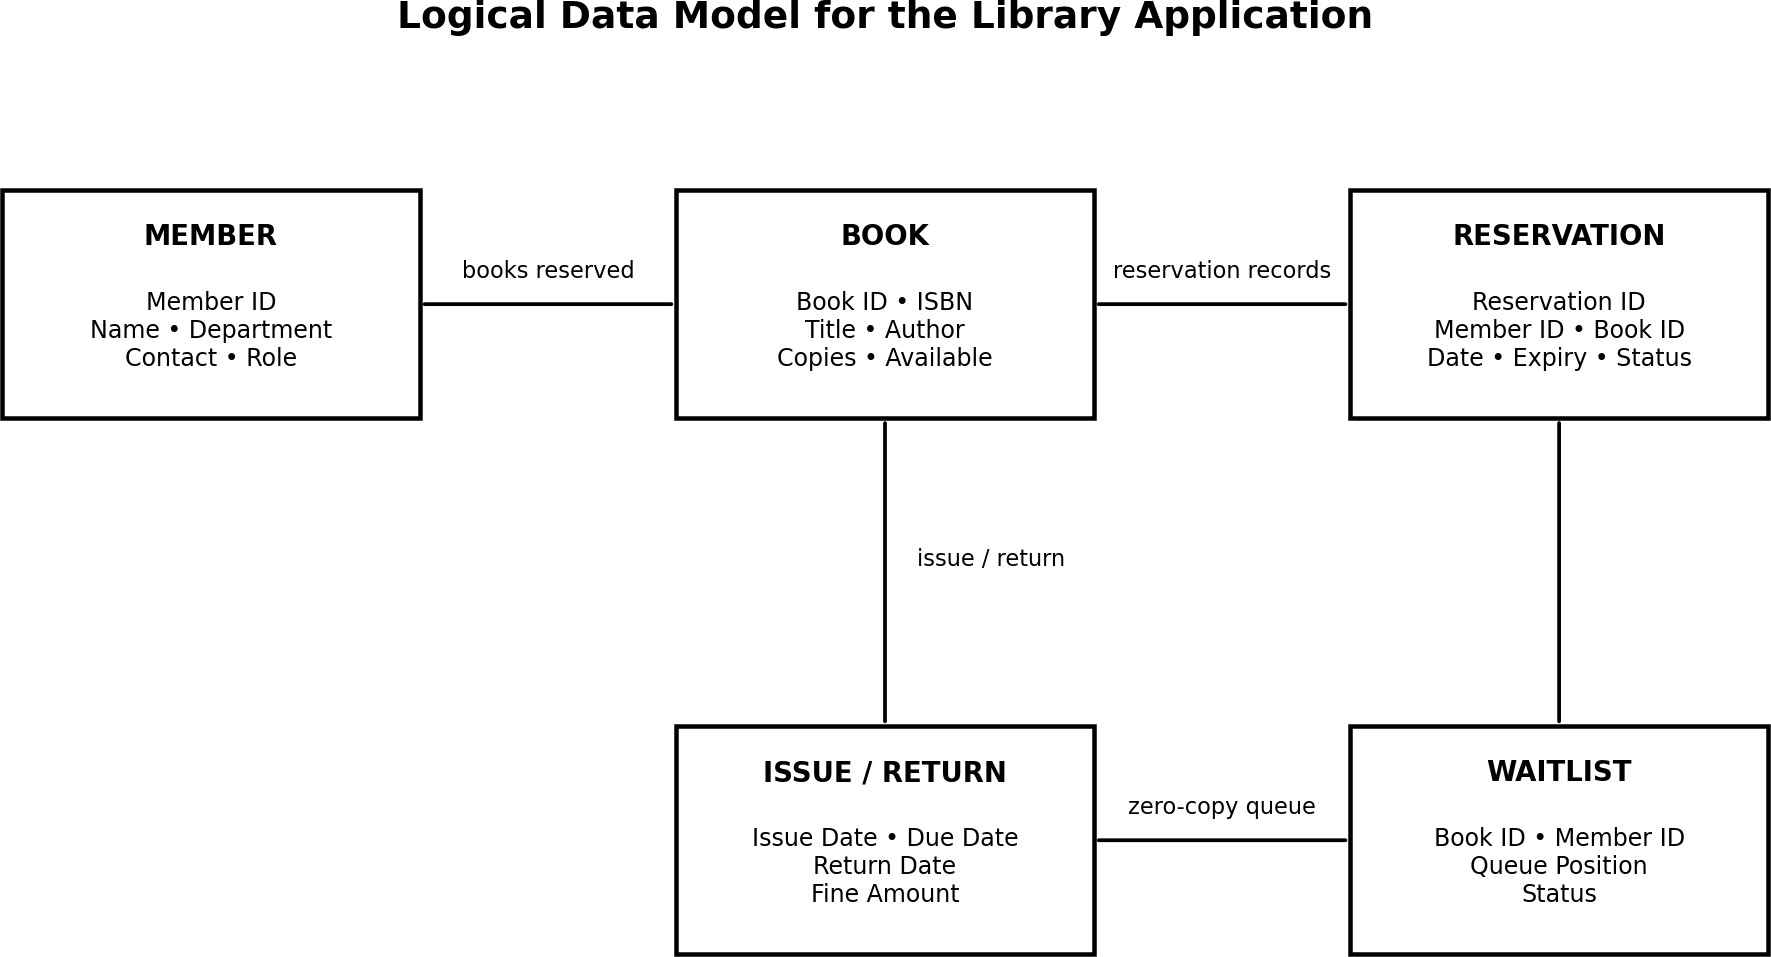 Logical Data Model for the Library Application
MEMBER
Member ID
Name • Department
Contact • Role
books reserved
BOOK
Book ID • ISBN
Title • Author
Copies • Available
reservation records
RESERVATION
Reservation ID
Member ID • Book ID
Date • Expiry • Status
issue / return
ISSUE / RETURN
Issue Date • Due Date
Return Date
Fine Amount
zero-copy queue
WAITLIST
Book ID • Member ID
Queue Position
Status